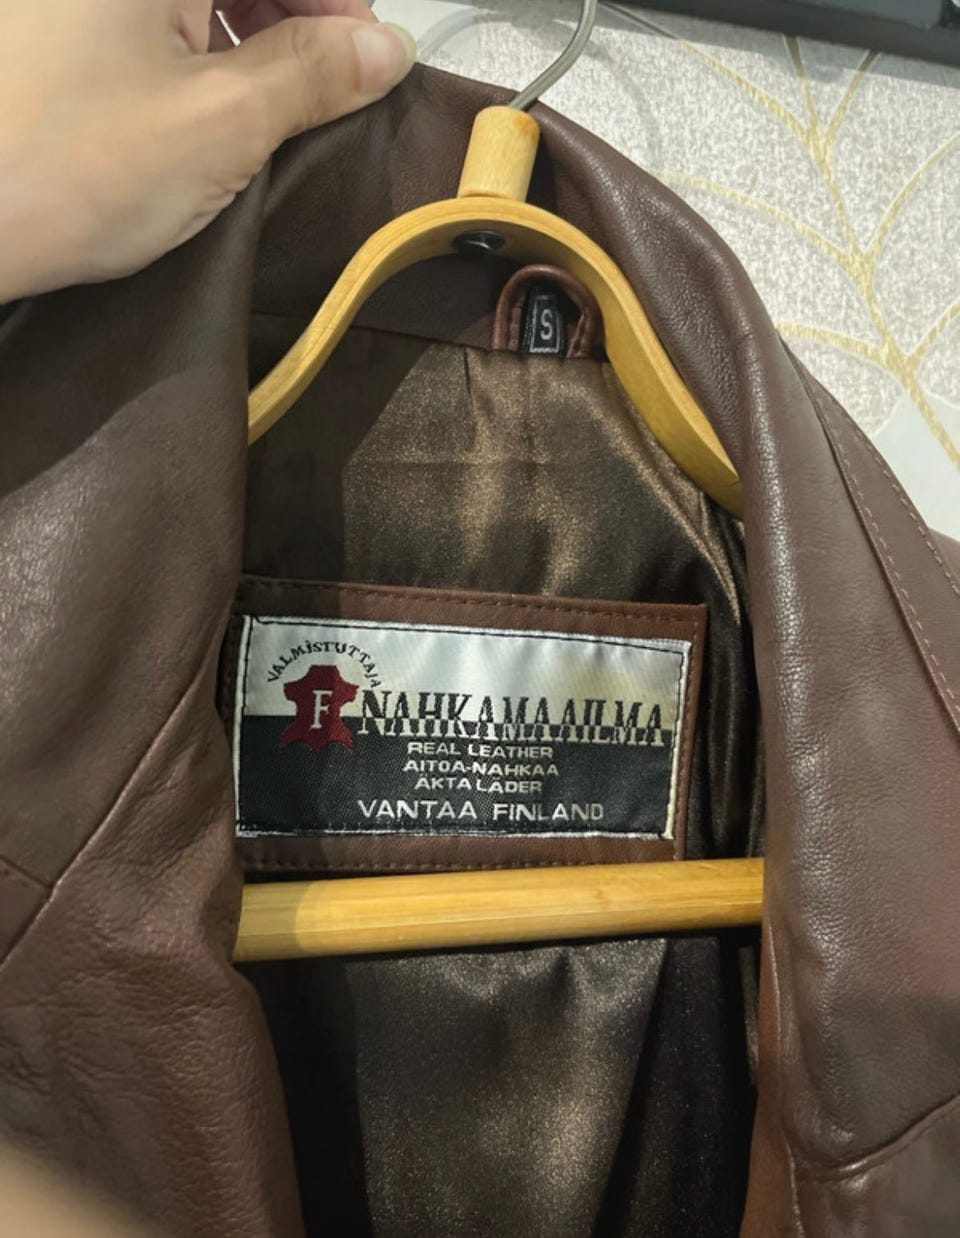 S
VALMISTUTTAJA
F
NAHKAMAAILMA
REAL LEATHER
AITOA-NAHKAA
ÄKTA LÄDER
VANTAA FINLAND